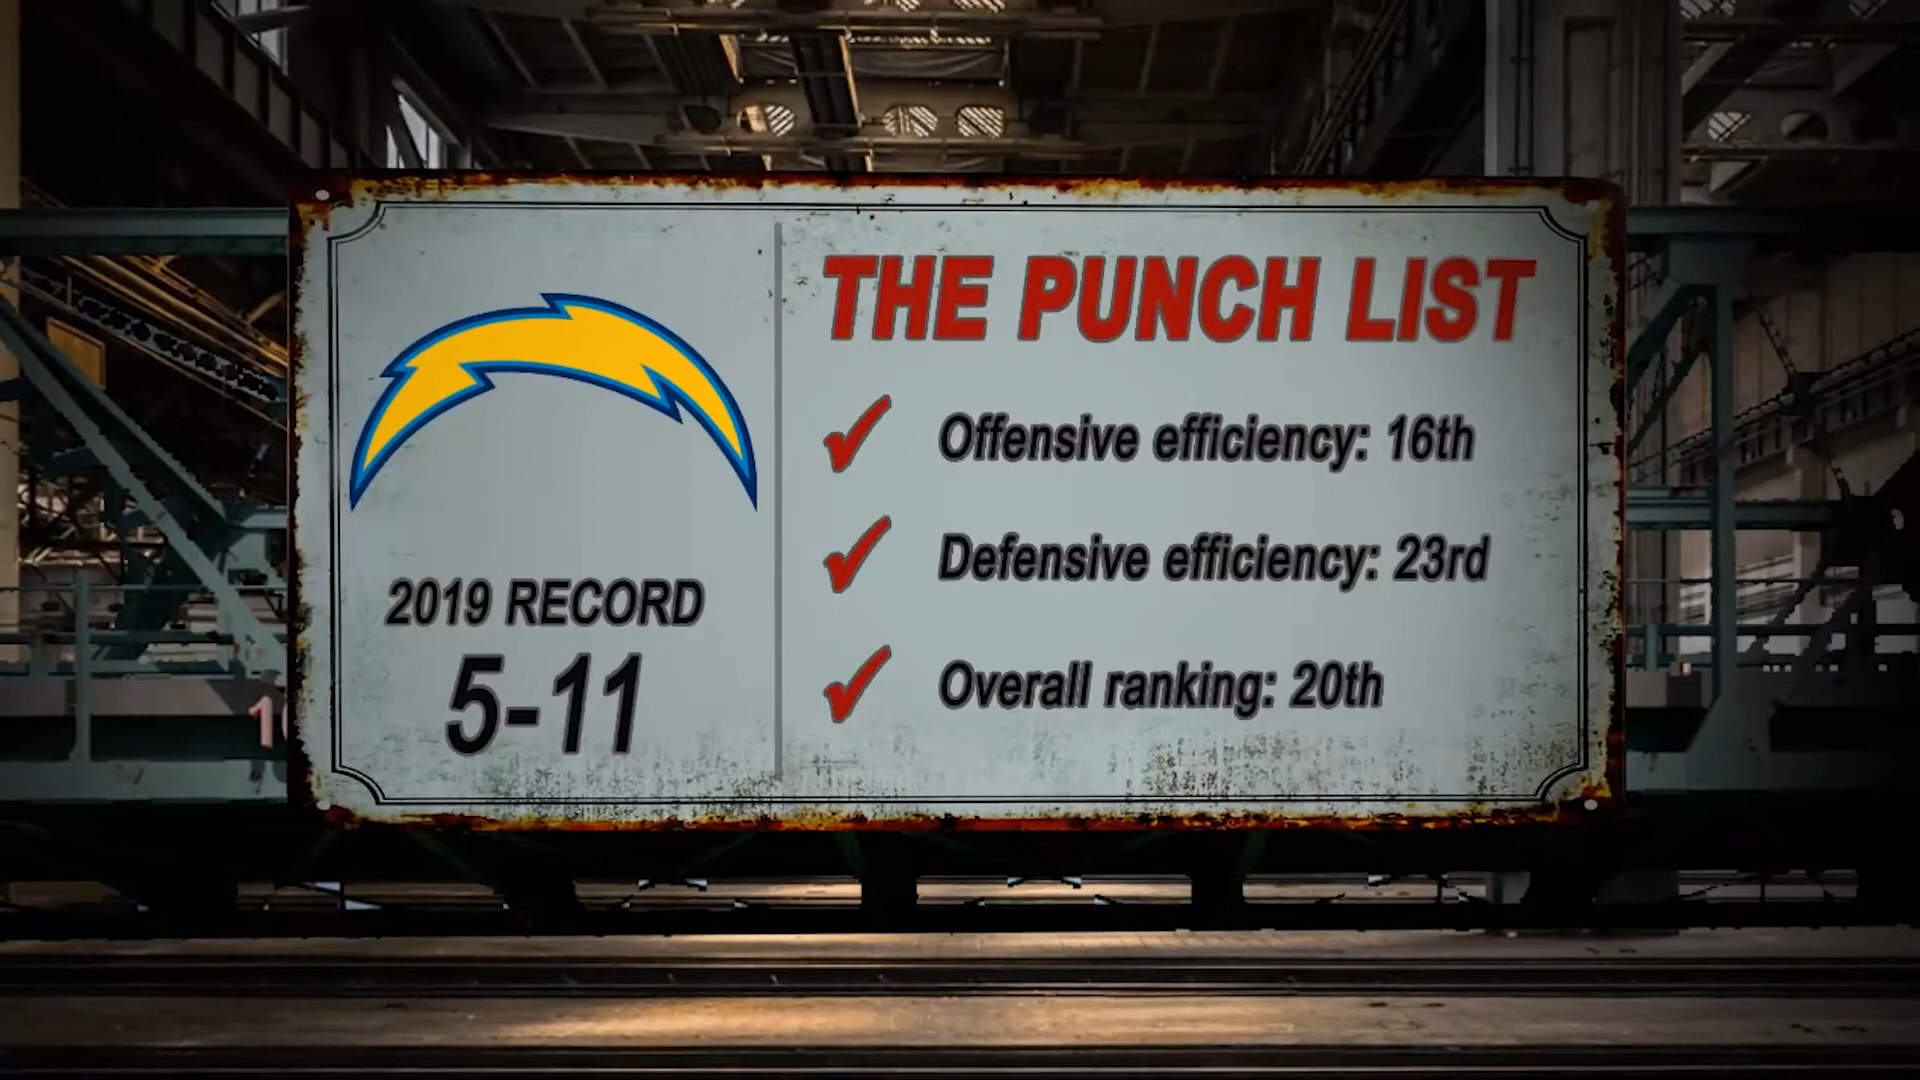 THE PUNCH LIST
Offensive efficiency: 16th
Defensive efficiency: 23rd
Overall ranking: 20th
2019 RECORD
5-11